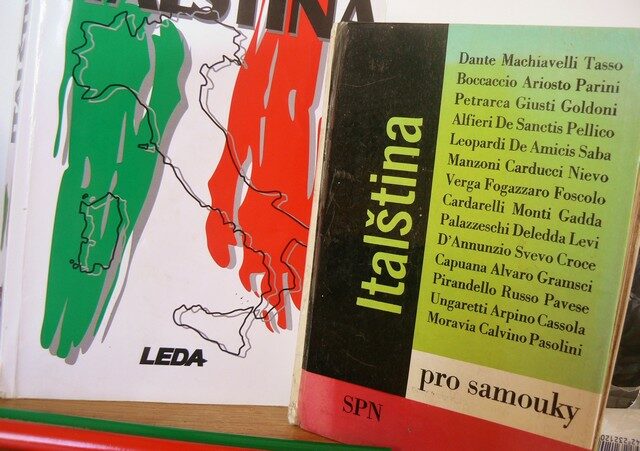 LEDA
Dante Machiavelli Tasso
Boccaccio Ariosto Parini
Petrarca Giusti Goldoni
Alfieri De Sanctis Pellico
Leopardi De Amicis Saba
Manzoni Carducci Nievo
Verga Fogazzaro Foscolo
Cardarelli Monti Gadda
Palazzeschi Deledda Levi
D'Annunzio Svevo Croce
Capuana Alvaro Gramsci
Pirandello Russo Pavese
Ungaretti Arpino Cassola
Moravia Calvino Pasolini
Italština
pro samouky
SPN